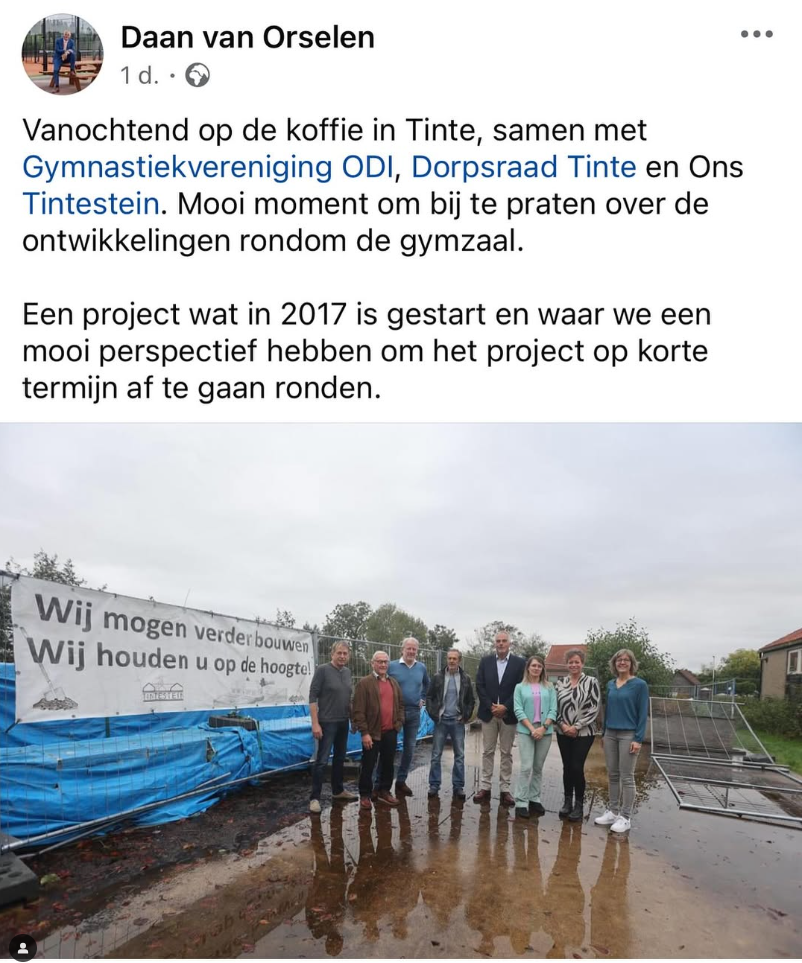 Daan van Orselen
1 d. ·
Vanochtend op de koffie in Tinte, samen met
Gymnastiekvereniging ODI, Dorpsraad Tinte en Ons
Tintestein. Mooi moment om bij te praten over de
ontwikkelingen rondom de gymzaal.
Een project wat in 2017 is gestart en waar we een
mooi perspectief hebben om het project op korte
termijn af te gaan ronden.
Wij mogen verder bouwen
Wij houden u op de hoogte!
TINTESTEIN